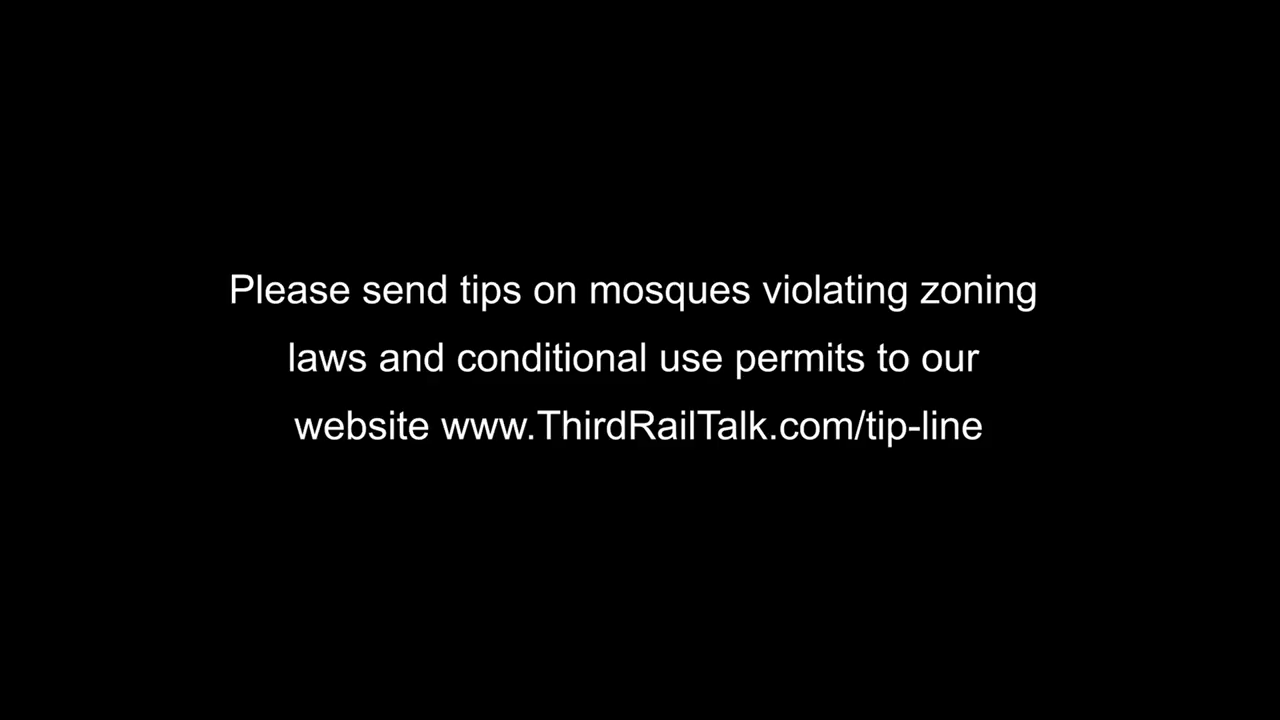 Please send tips on mosques violating zoning
laws and conditional use permits to our
website www.ThirdRailTalk.com/tip-line